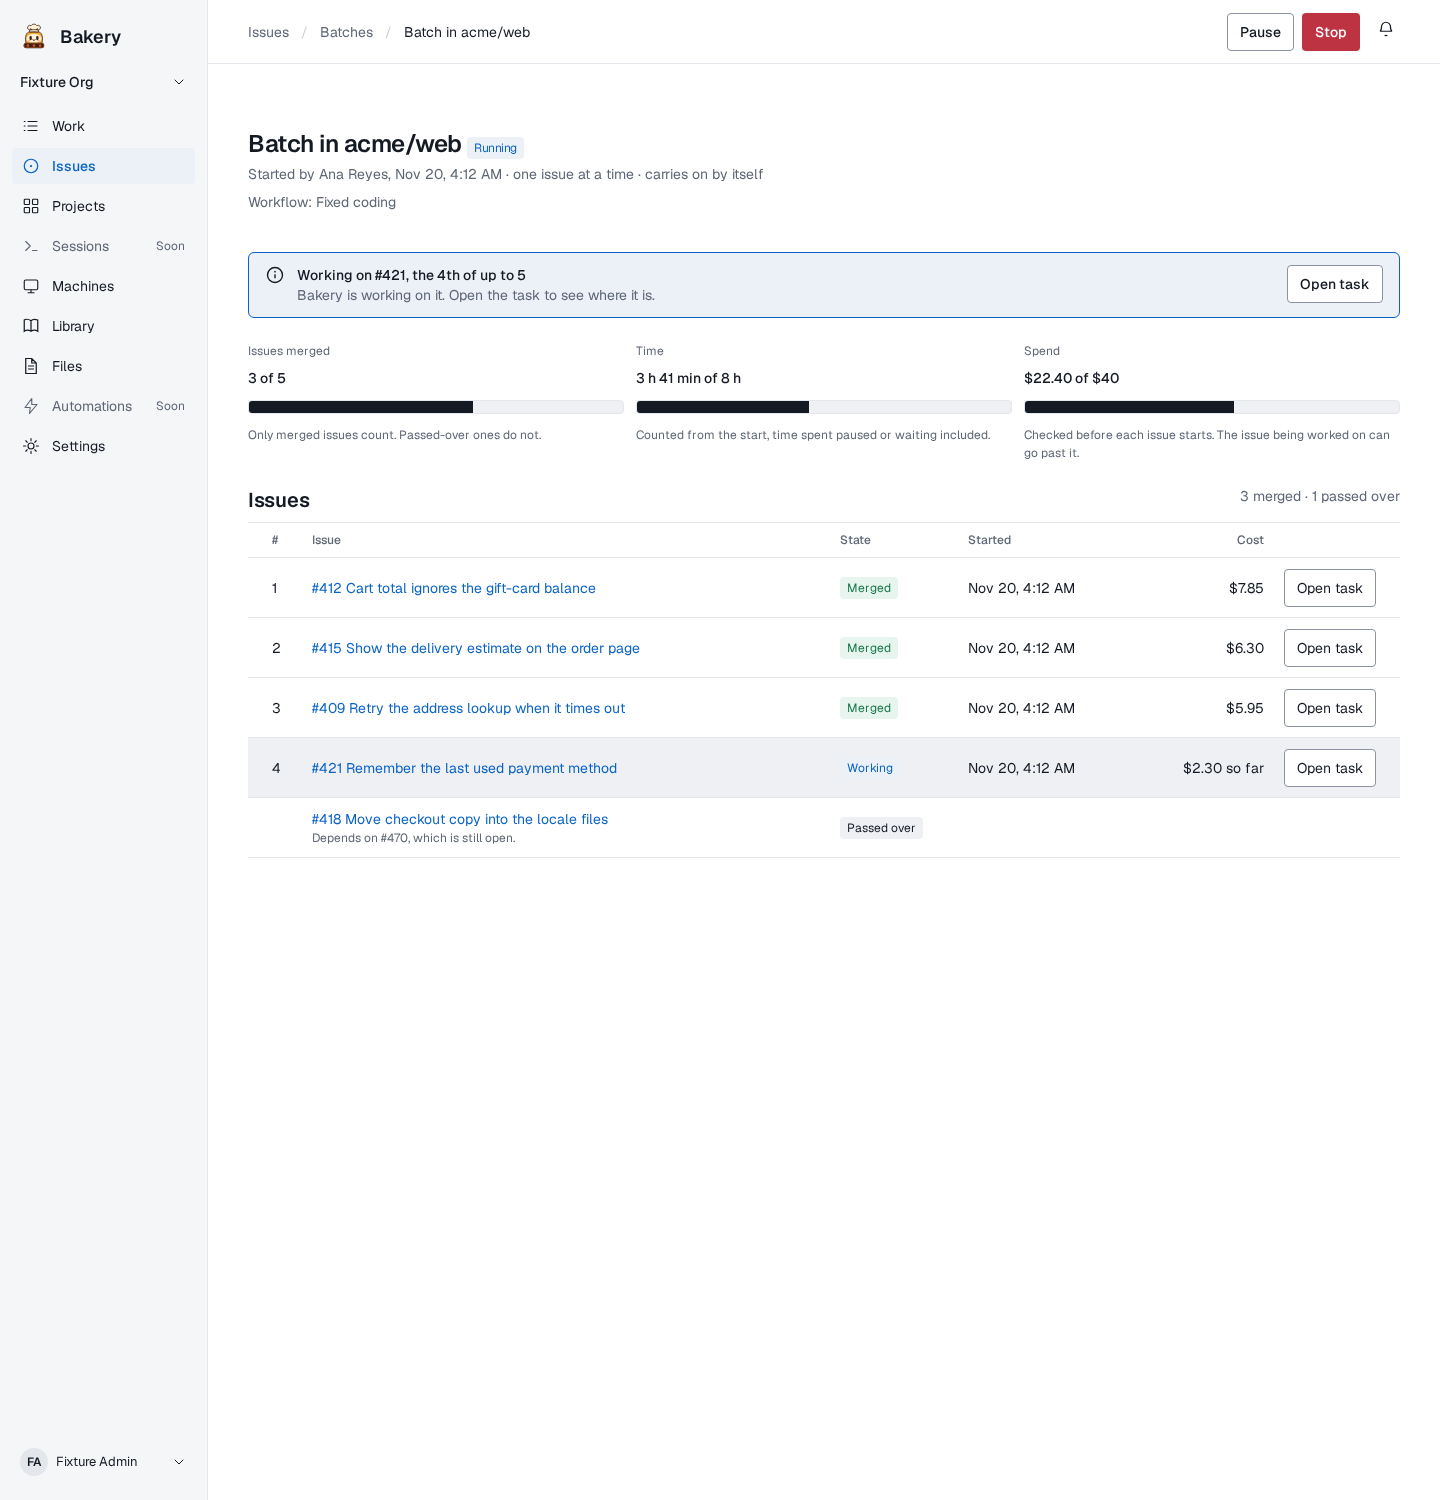 Bakery
Fixture Org
Work
Issues
Projects
Sessions Soon
Machines
Library
Files
Automations Soon
Settings
FA Fixture Admin
Issues / Batches / Batch in acme/web
Pause Stop
Batch in acme/web Running
Started by Ana Reyes, Nov 20, 4:12 AM · one issue at a time · carries on by itself
Workflow: Fixed coding
Working on #421, the 4th of up to 5
Bakery is working on it. Open the task to see where it is.
Open task
Issues merged
3 of 5
Only merged issues count. Passed-over ones do not.
Time
3 h 41 min of 8 h
Counted from the start, time spent paused or waiting included.
Spend
$22.40 of $40
Checked before each issue starts. The issue being worked on can
go past it.
Issues
3 merged · 1 passed over
# Issue State Started Cost
1 #412 Cart total ignores the gift-card balance Merged Nov 20, 4:12 AM $7.85 Open task
2 #415 Show the delivery estimate on the order page Merged Nov 20, 4:12 AM $6.30 Open task
3 #409 Retry the address lookup when it times out Merged Nov 20, 4:12 AM $5.95 Open task
4 #421 Remember the last used payment method Working Nov 20, 4:12 AM $2.30 so far Open task
#418 Move checkout copy into the locale files Passed over
Depends on #470, which is still open.